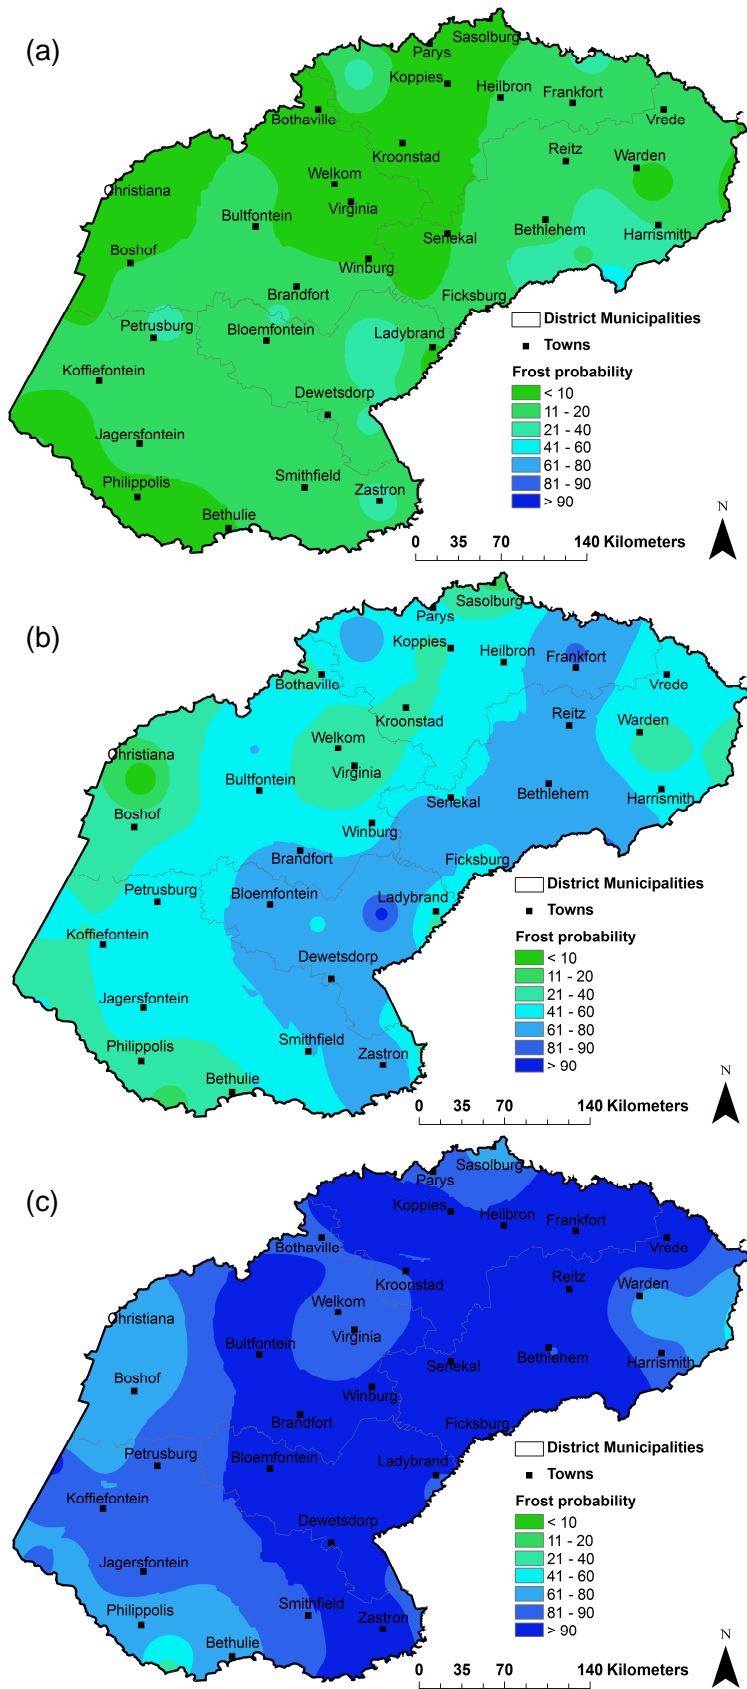 (a)
Sasolburg
Parys
Koppies
Heilbron
Frankfort
Bothaville
Vrede
Kroonstad
Reitz
Warden
Welkom
Christiana
Virginia
Bultfontein
Senekal
Bethlehem
Harrismith
Boshof
Winburg
Brandfort
Ficksburg
Petrusburg
Bloemfontein
Ladybrand
Koffiefontein
Dewetsdorp
Jagersfontein
Philippolis
Smithfield
Zastron
Bethulie
District Municipalities
Towns
Frost probability
< 10
11 - 20
21 - 40
41 - 60
61 - 80
81 - 90
> 90
N
0 35 70 140 Kilometers
(b)
Sasolburg
Parys
Koppies
Heilbron
Frankfort
Bothaville
Vrede
Kroonstad
Reitz
Warden
Welkom
Christiana
Virginia
Bultfontein
Senekal
Bethlehem
Harrismith
Boshof
Winburg
Brandfort
Ficksburg
Petrusburg
Bloemfontein
Ladybrand
Koffiefontein
Dewetsdorp
Jagersfontein
Philippolis
Smithfield
Zastron
Bethulie
District Municipalities
Towns
Frost probability
< 10
11 - 20
21 - 40
41 - 60
61 - 80
81 - 90
> 90
N
0 35 70 140 Kilometers
(c)
Sasolburg
Parys
Koppies
Heilbron
Frankfort
Bothaville
Vrede
Kroonstad
Reitz
Warden
Welkom
Christiana
Virginia
Bultfontein
Senekal
Bethlehem
Harrismith
Boshof
Winburg
Brandfort
Ficksburg
Petrusburg
Bloemfontein
Ladybrand
Koffiefontein
Dewetsdorp
Jagersfontein
Philippolis
Smithfield
Zastron
Bethulie
District Municipalities
Towns
Frost probability
< 10
11 - 20
21 - 40
41 - 60
61 - 80
81 - 90
> 90
N
0 35 70 140 Kilometers